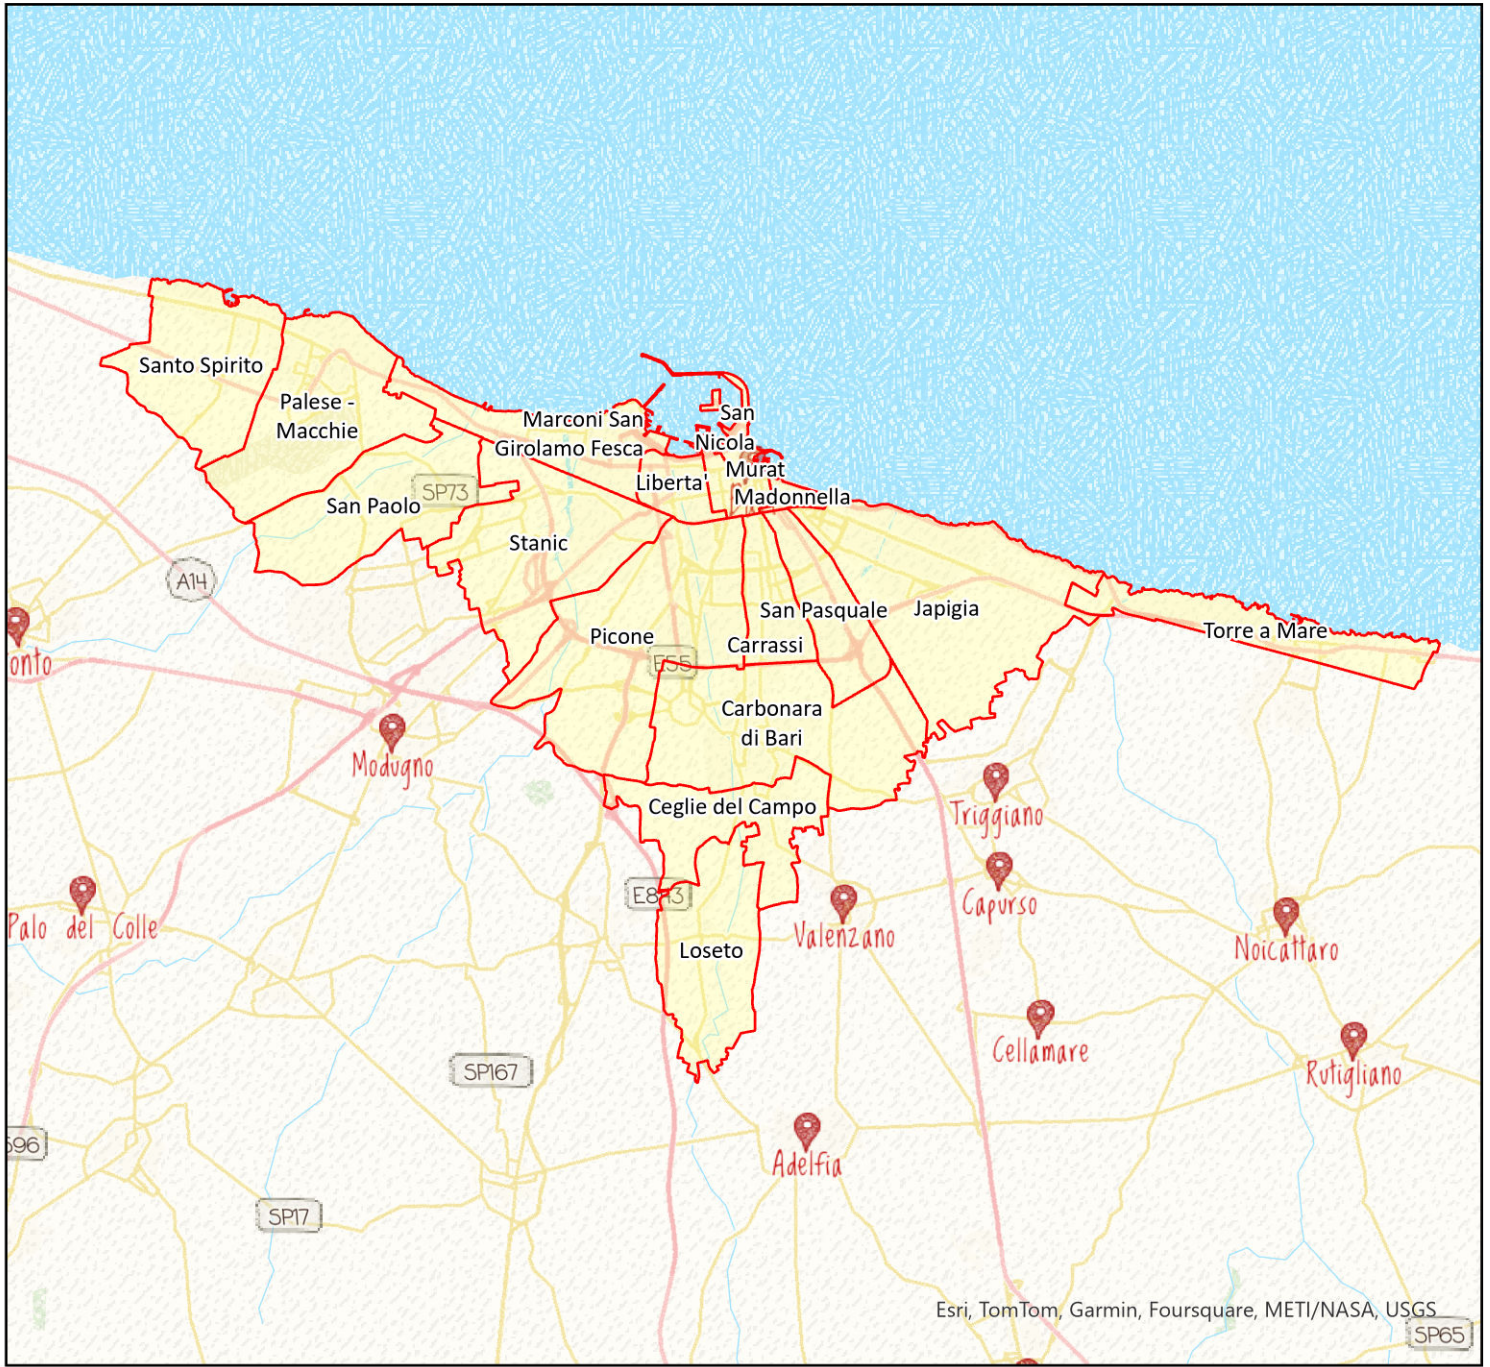 Santo Spirito
Palese -
Macchie
Marconi San
Girolamo Fesca
San
Nicola
Murat
Liberta'
Madonnella
San Paolo
SP73
Stanic
A14
Picone
San Pasquale
Japigia
Carrassi
Torre a Mare
E55
onto
Carbonara
di Bari
Modugno
Ceglie del Campo
Triggiano
Capurso
E843
Palo del Colle
Valenzano
Noicattaro
Loseto
Cellamare
SP167
Rutigliano
596
Adelfia
SP17
Esri, TomTom, Garmin, Foursquare, METI/NASA, USGS
SP65